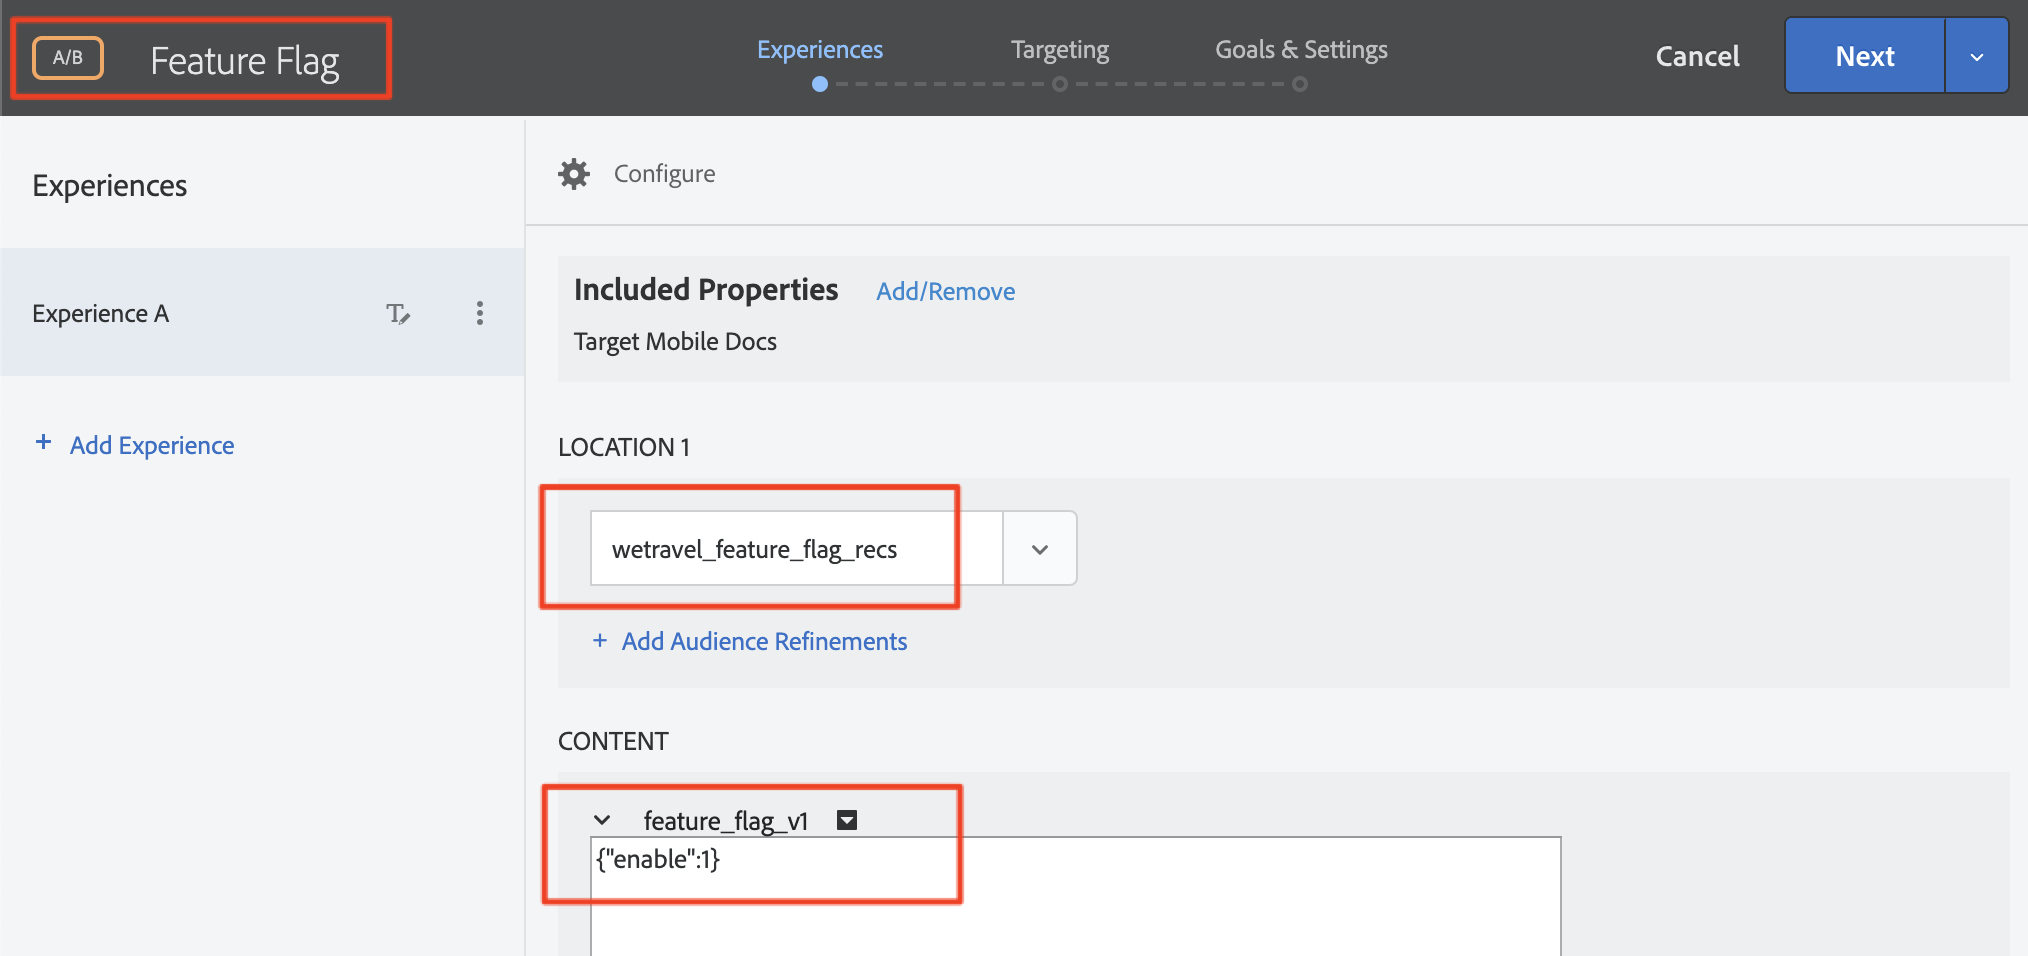 A/B Feature Flag
Experiences Targeting Goals & Settings
Cancel
Next
Experiences
Experience A
+ Add Experience
Configure
Included Properties Add/Remove
Target Mobile Docs
LOCATION 1
wetravel_feature_flag_recs
+ Add Audience Refinements
CONTENT
feature_flag_v1
{"enable":1}